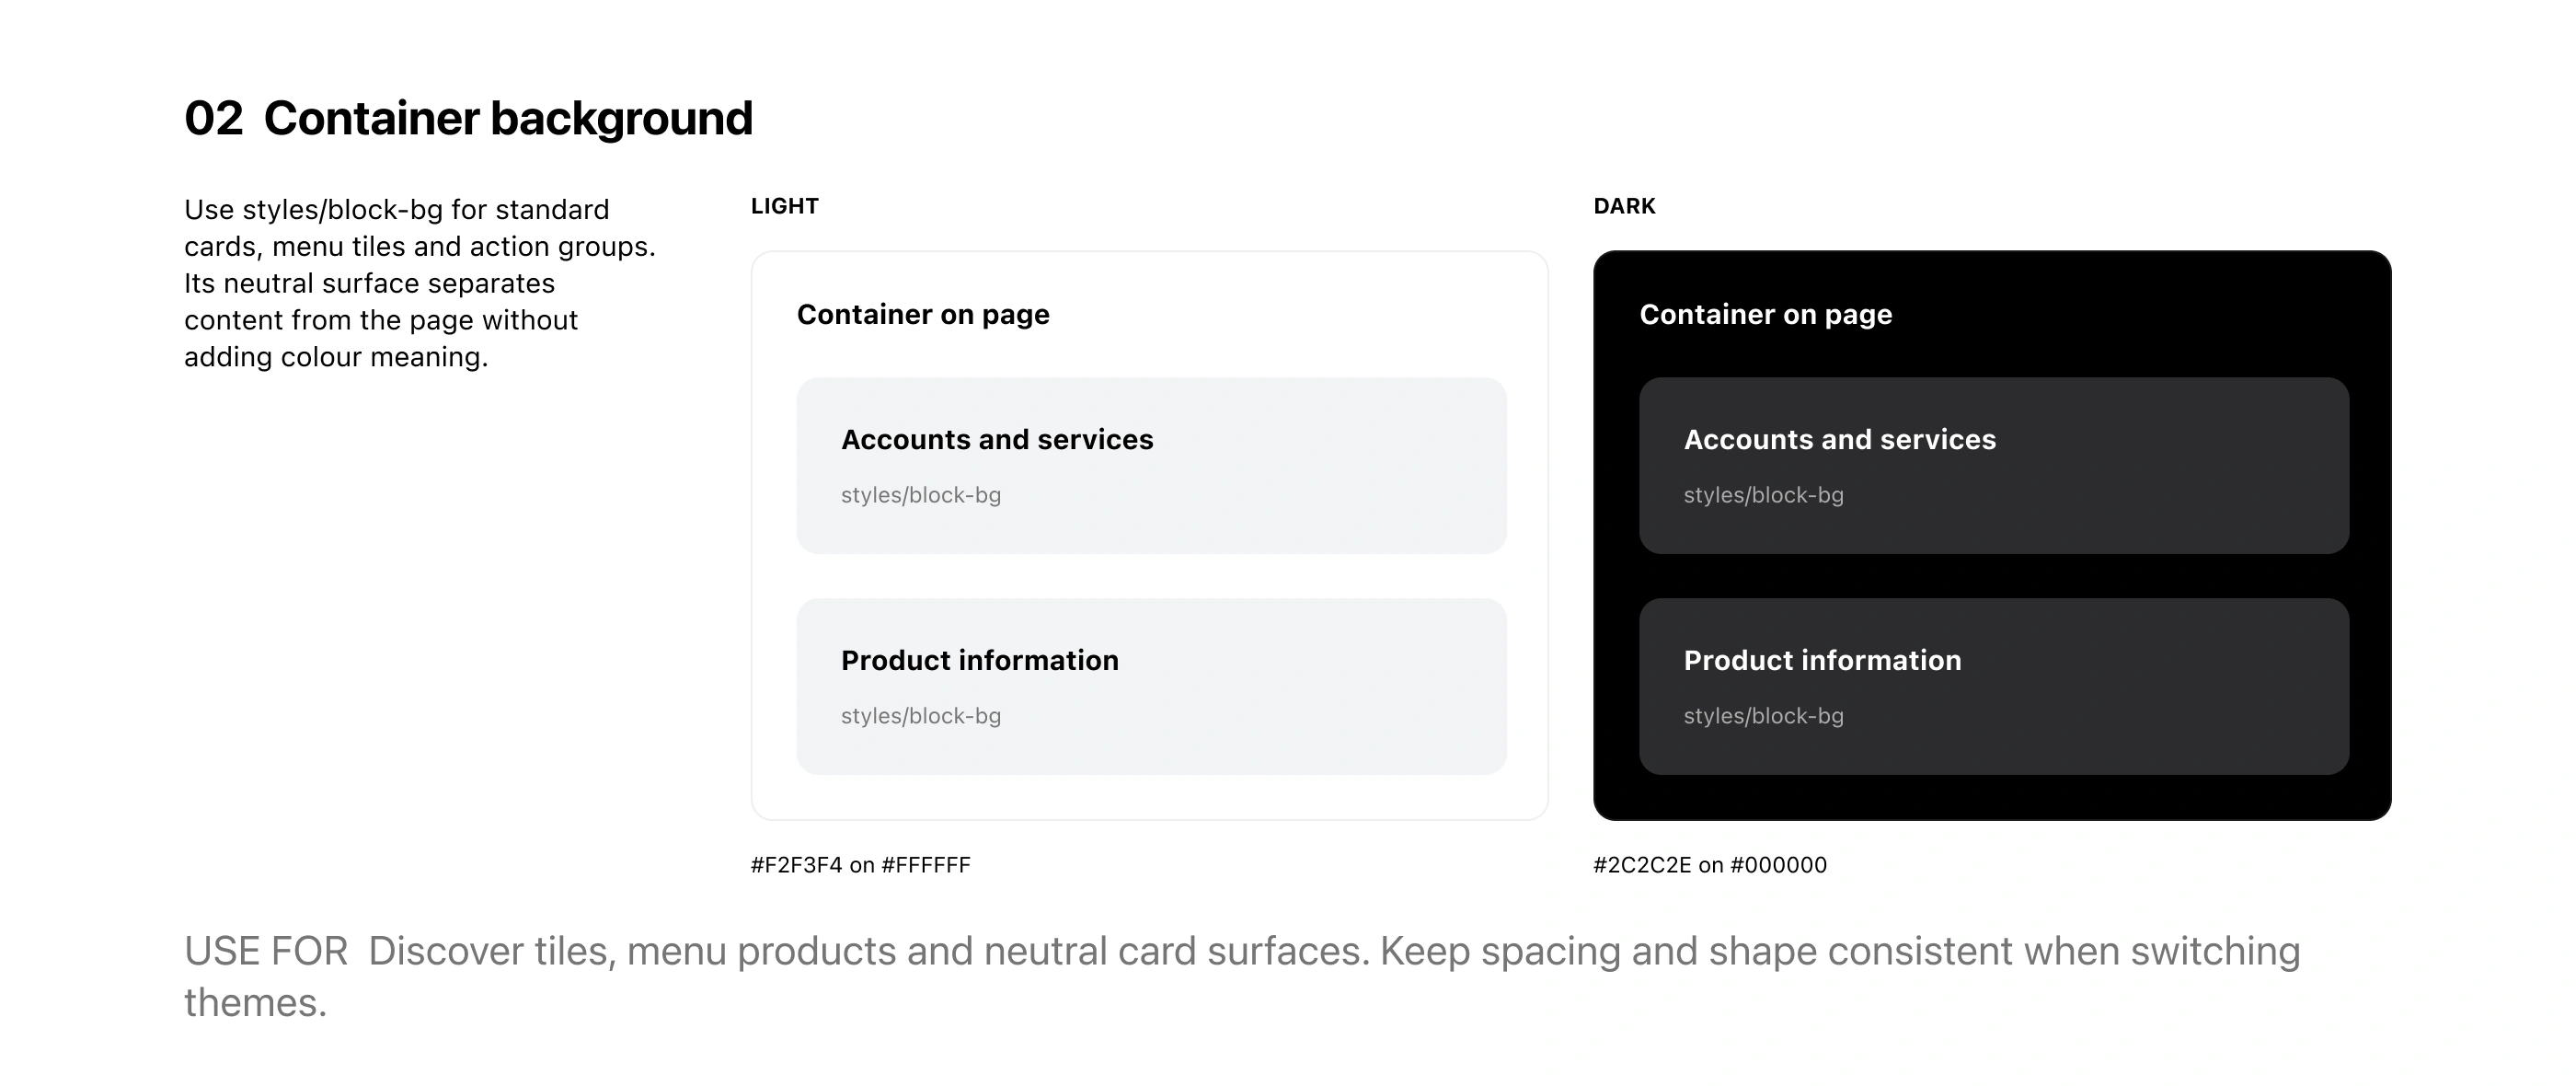 02 Container background
Use styles/block-bg for standard
cards, menu tiles and action groups.
Its neutral surface separates
content from the page without
adding colour meaning.
LIGHT
Container on page
Accounts and services
styles/block-bg
Product information
styles/block-bg
#F2F3F4 on #FFFFFF
DARK
Container on page
Accounts and services
styles/block-bg
Product information
styles/block-bg
#2C2C2E on #000000
USE FOR Discover tiles, menu products and neutral card surfaces. Keep spacing and shape consistent when switching
themes.